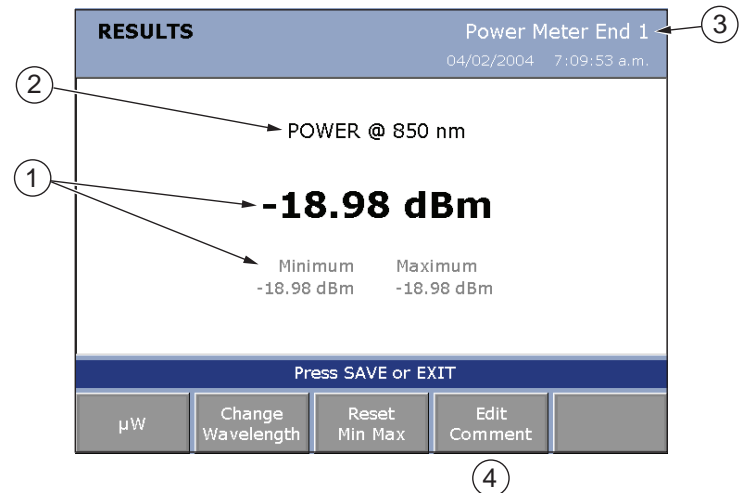 RESULTS Power Meter End 1 3
04/02/2004 7:09:53 a.m.
2
POWER @ 850 nm
1
-18.98 dBm
Minimum Maximum
-18.98 dBm -18.98 dBm
Press SAVE or EXIT
µW Change Wavelength Reset Min Max Edit Comment
4